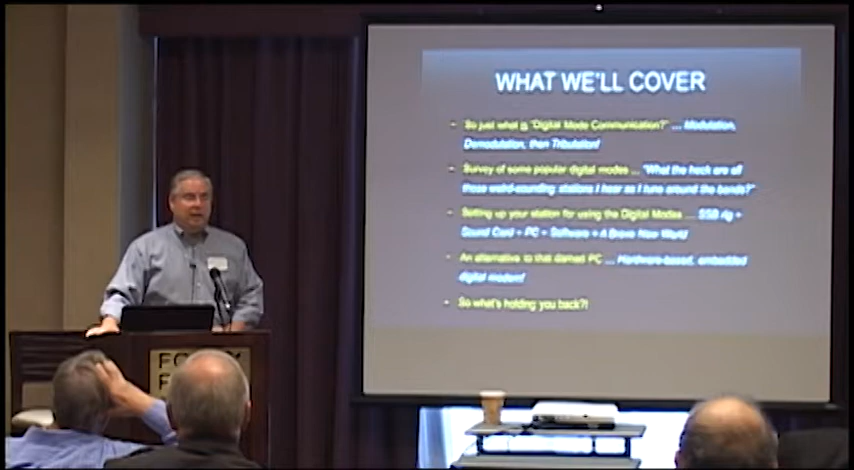 WHAT WE'LL COVER
- So just what is "Digital Mode Communication?" ... Modulation,
Demodulation, then Tribulation!
- Survey of some popular digital modes ... "What the heck are all
those weird-sounding stations I hear as I tune around the bands?"
- Setting up your station for using the Digital Modes ... SSB rig +
Sound Card + PC + Software = A Brave New World
- An alternative to that darned PC ... Hardware-based, embedded
digital modem!
- So what's holding you back?!